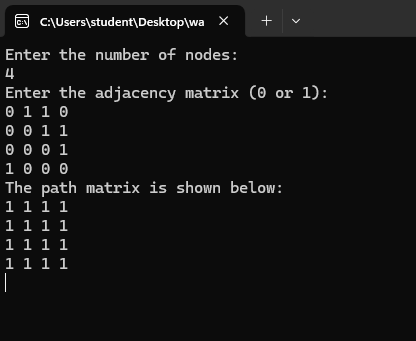 C:\Users\student\Desktop\wa
Enter the number of nodes:
4
Enter the adjacency matrix (0 or 1):
0 1 1 0
0 0 1 1
0 0 0 1
1 0 0 0
The path matrix is shown below:
1 1 1 1
1 1 1 1
1 1 1 1
1 1 1 1